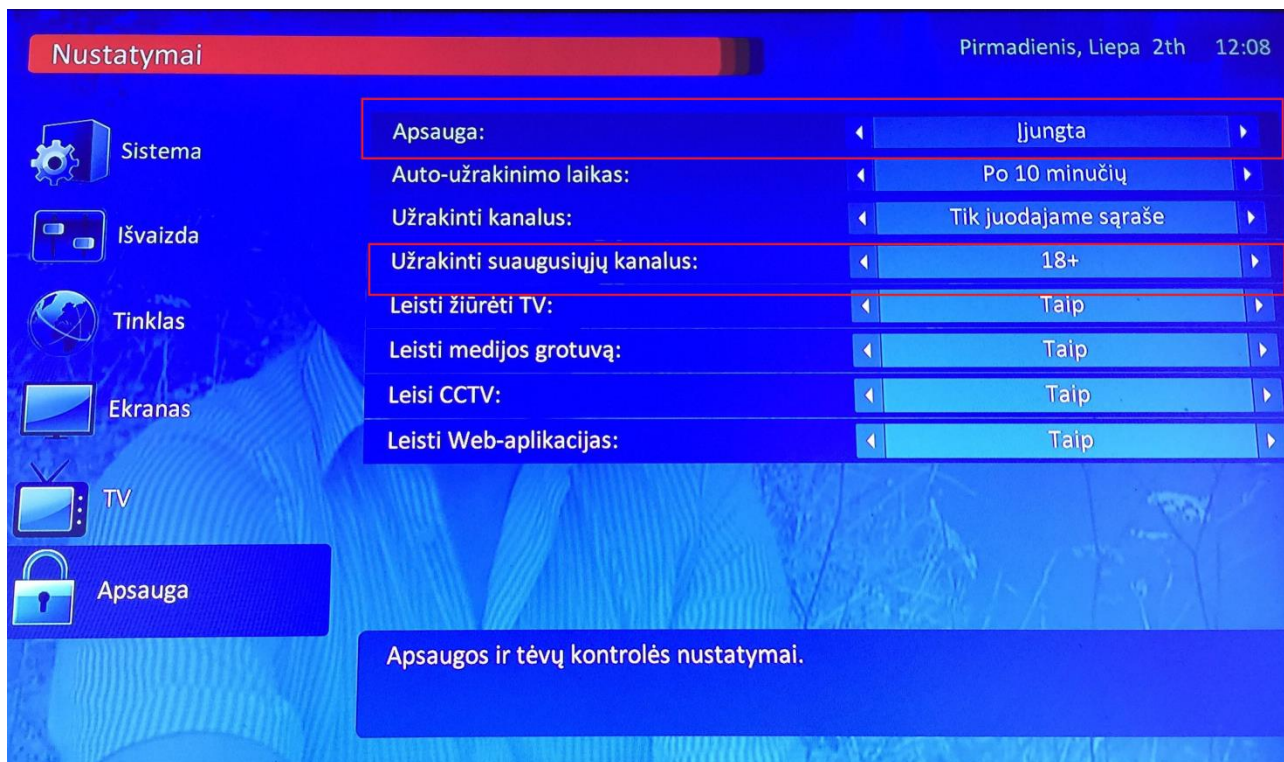 Nustatymai
Pirmadienis, Liepa 2th 12:08
Sistema
Išvaizda
Tinklas
Ekranas
TV
Apsauga
Apsauga: Įjungta
Auto-užrakinimo laikas: Po 10 minučių
Užrakinti kanalus: Tik juodajame sąraše
Užrakinti suaugusiųjų kanalus: 18+
Leisti žiūrėti TV: Taip
Leisti medijos grotuvą: Taip
Leisi CCTV: Taip
Leisti Web-aplikacijas: Taip
Apsaugos ir tėvų kontrolės nustatymai.